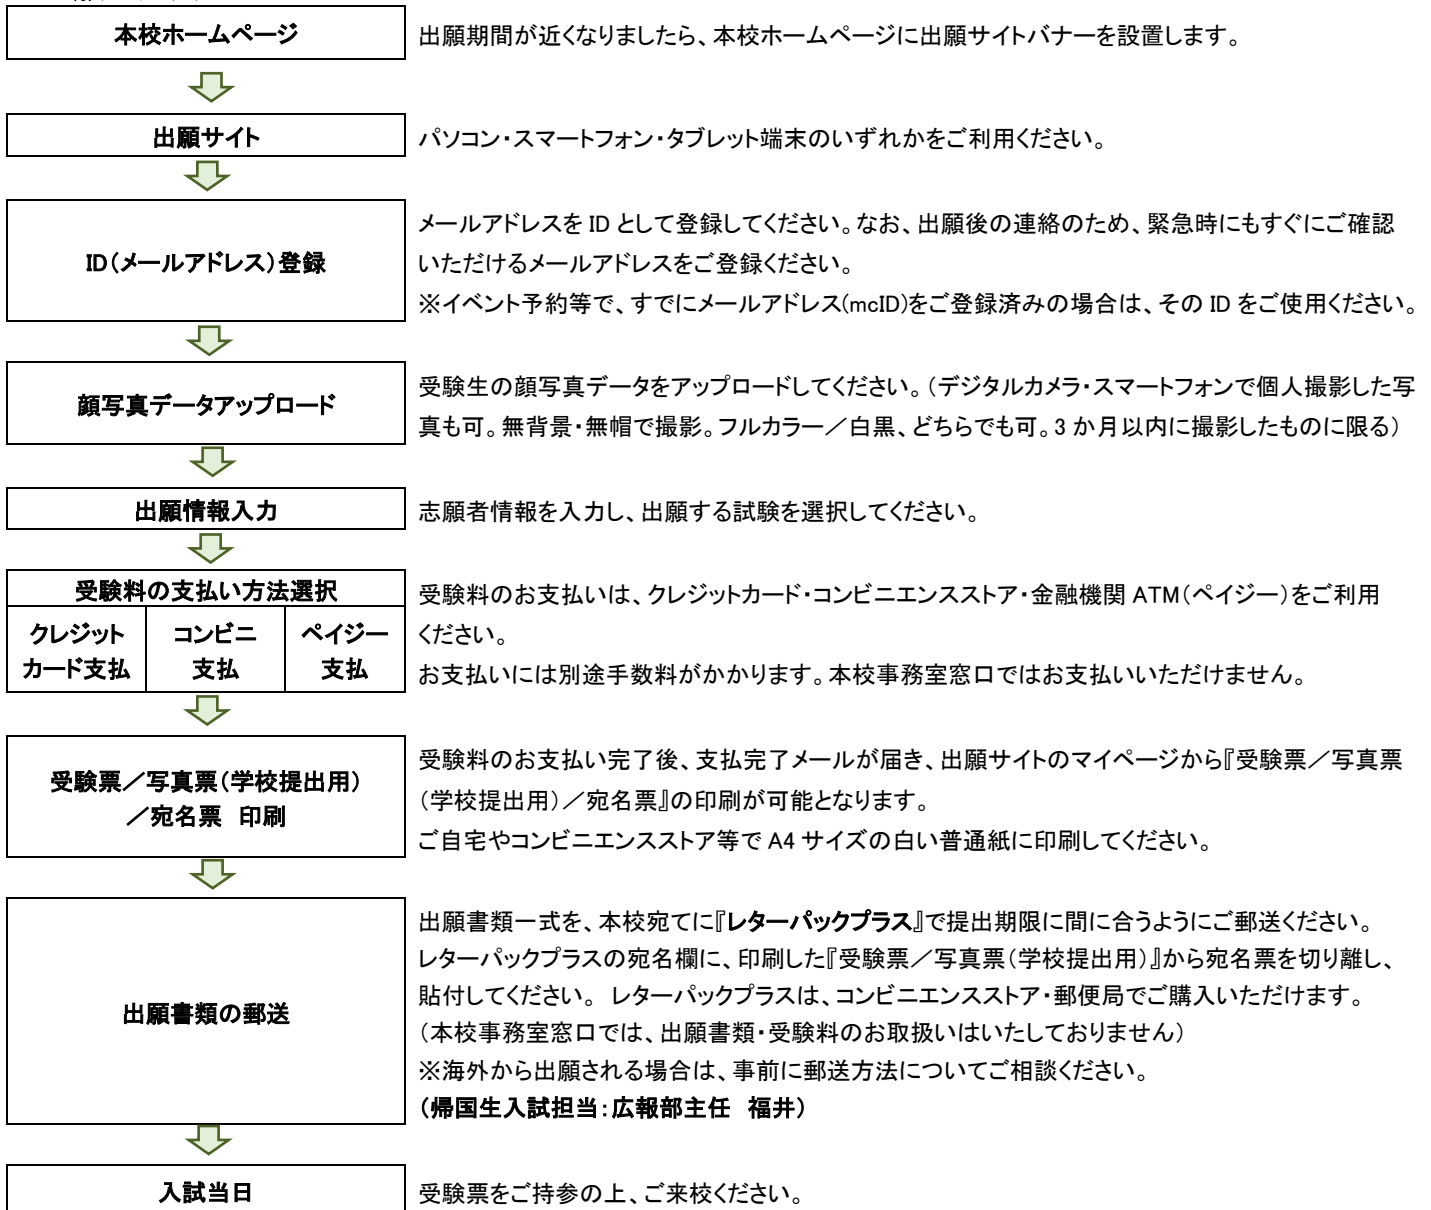 本校ホームページ
出願期間が近くなりましたら、本校ホームページに出願サイトバナーを設置します。
出願サイト
パソコン・スマートフォン・タブレット端末のいずれかをご利用ください。
ID(メールアドレス)登録
メールアドレスを ID として登録してください。なお、出願後の連絡のため、緊急時にもすぐにご確認
いただけるメールアドレスをご登録ください。
※イベント予約等で、すでにメールアドレス(mcID)をご登録済みの場合は、その ID をご使用ください。
顔写真データアップロード
受験生の顔写真データをアップロードしてください。(デジタルカメラ・スマートフォンで個人撮影した写
真も可。無背景・無帽で撮影。フルカラー／白黒、どちらでも可。3 か月以内に撮影したものに限る)
出願情報入力
志願者情報を入力し、出願する試験を選択してください。
受験料の支払い方法選択
クレジット
カード支払
コンビニ
支払
ペイジー
支払
受験料のお支払いは、クレジットカード・コンビニエンスストア・金融機関 ATM(ペイジー)をご利用
ください。
お支払いには別途手数料がかかります。本校事務室窓口ではお支払いいただけません。
受験票／写真票(学校提出用)
／宛名票　印刷
受験料のお支払い完了後、支払完了メールが届き、出願サイトのマイページから『受験票／写真票
(学校提出用)／宛名票』の印刷が可能となります。
ご自宅やコンビニエンスストア等で A4 サイズの白い普通紙に印刷してください。
出願書類の郵送
出願書類一式を、本校宛てに『レターパックプラス』で提出期限に間に合うようにご郵送ください。
レターパックプラスの宛名欄に、印刷した『受験票／写真票(学校提出用)』から宛名票を切り離し、
貼付してください。 レターパックプラスは、コンビニエンスストア・郵便局でご購入いただけます。
(本校事務室窓口では、出願書類・受験料のお取扱いはいたしておりません)
※海外から出願される場合は、事前に郵送方法についてご相談ください。
(帰国生入試担当：広報部主任　福井)
入試当日
受験票をご持参の上、ご来校ください。